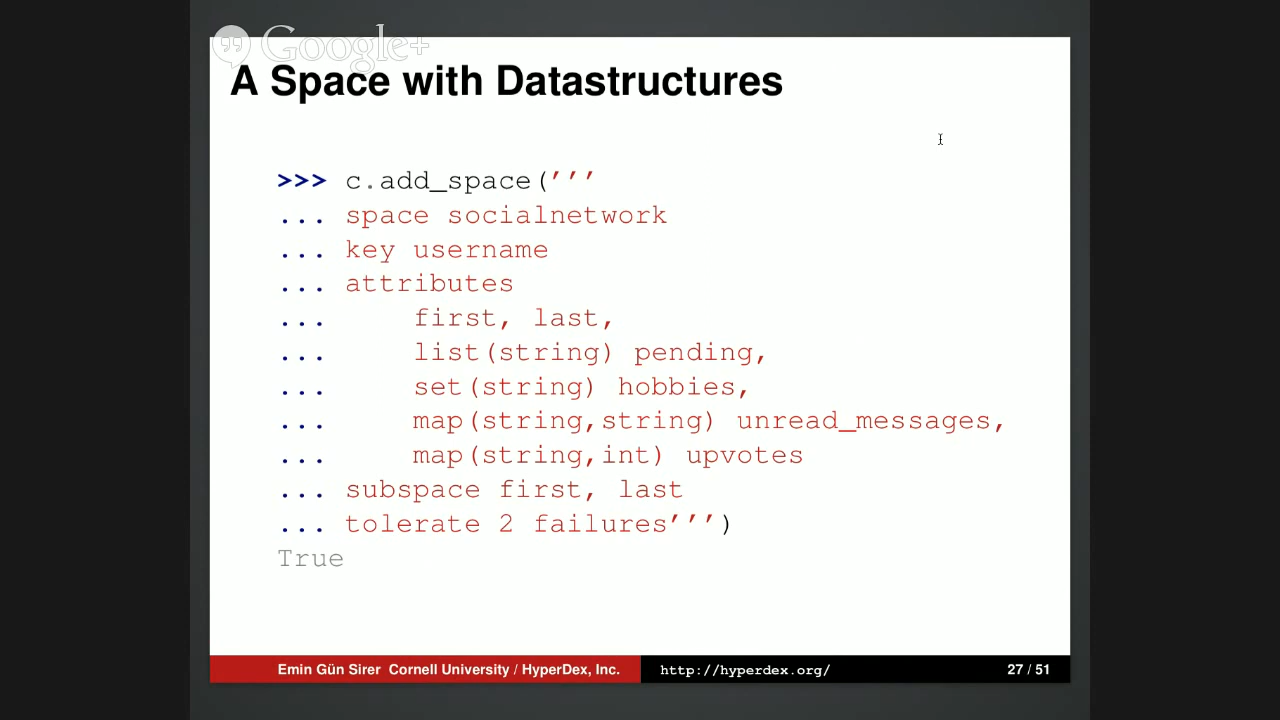 Google+
A Space with Datastructures
>>> c.add_space('''
... space socialnetwork
... key username
... attributes
...     first, last,
...     list(string) pending,
...     set(string) hobbies,
...     map(string,string) unread_messages,
...     map(string,int) upvotes
... subspace first, last
... tolerate 2 failures''')
True
Emin Gün Sirer Cornell University / HyperDex, Inc. http://hyperdex.org/ 27 / 51